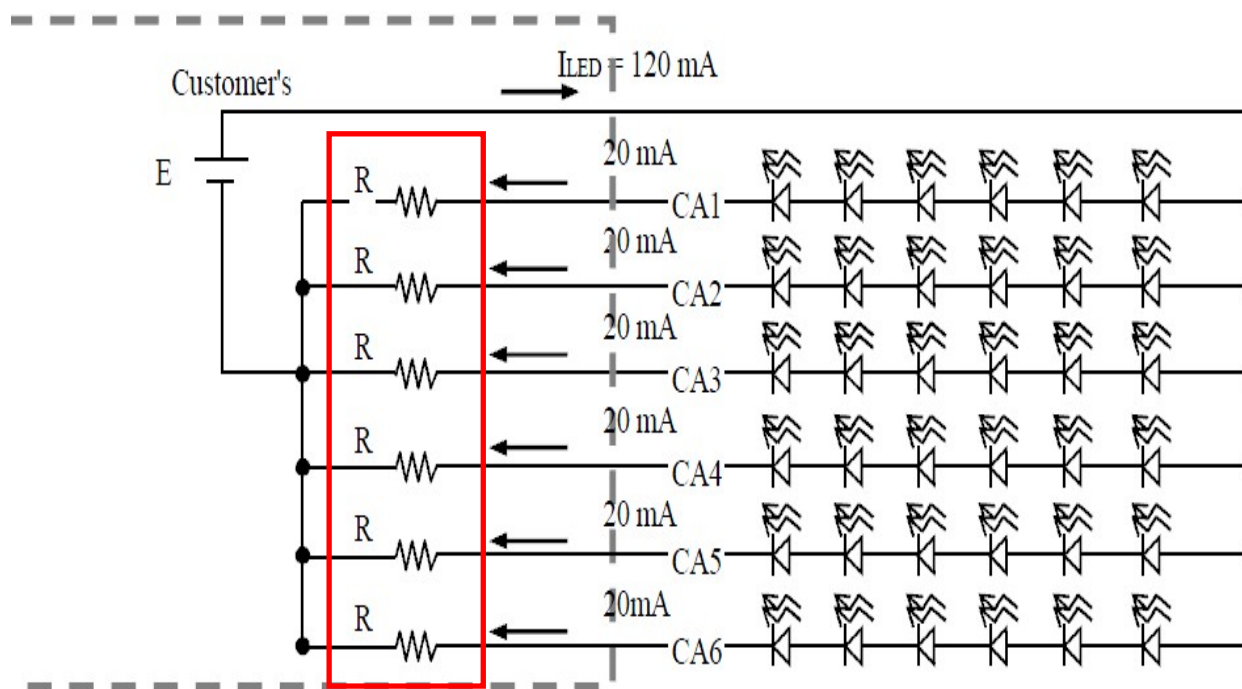 ILED = 120 mA
Customer's
E
R
20 mA
CA1
R
20 mA
CA2
R
20 mA
CA3
R
20 mA
CA4
R
20 mA
CA5
R
20mA
CA6